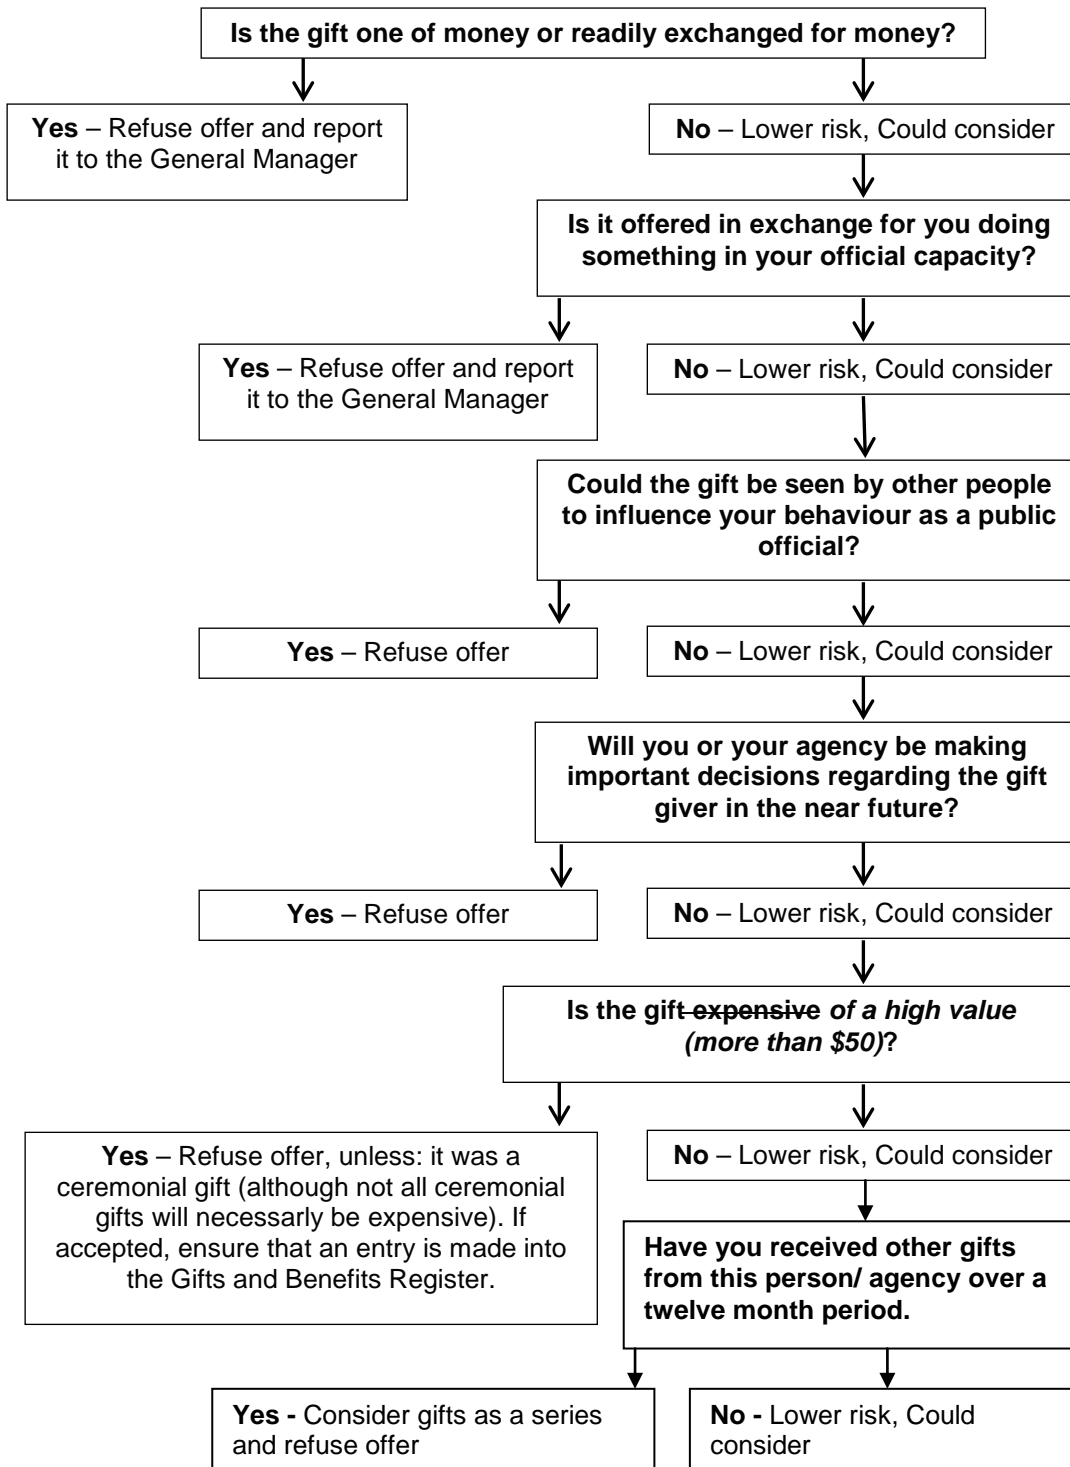 Is the gift one of money or readily exchanged for money?
Yes – Refuse offer and report
it to the General Manager
No – Lower risk, Could consider
Is it offered in exchange for you doing
something in your official capacity?
Yes – Refuse offer and report
it to the General Manager
No – Lower risk, Could consider
Could the gift be seen by other people
to influence your behaviour as a public
official?
Yes – Refuse offer
No – Lower risk, Could consider
Will you or your agency be making
important decisions regarding the gift
giver in the near future?
Yes – Refuse offer
No – Lower risk, Could consider
Is the gift expensive of a high value
(more than $50)?
Yes – Refuse offer, unless: it was a
ceremonial gift (although not all ceremonial
gifts will necessarly be expensive). If
accepted, ensure that an entry is made into
the Gifts and Benefits Register.
No – Lower risk, Could consider
Have you received other gifts
from this person/ agency over a
twelve month period.
Yes - Consider gifts as a series
and refuse offer
No - Lower risk, Could
consider